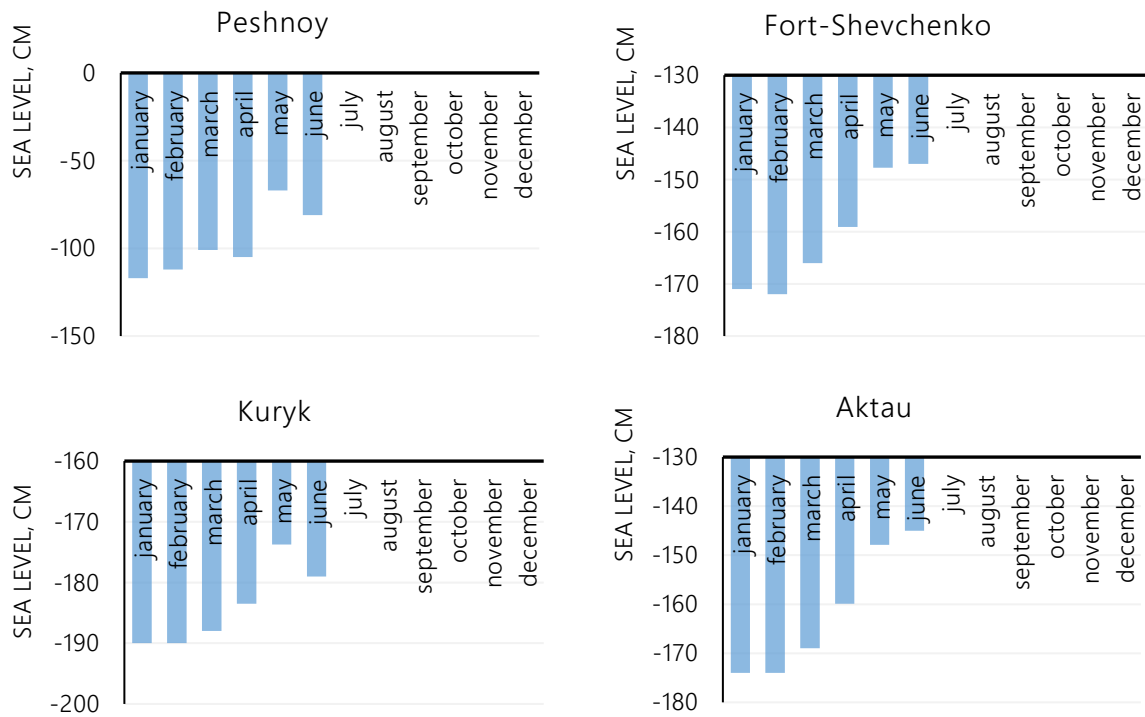 Peshnoy
SEA LEVEL, CM
0
-50
-100
-150
january
february
march
april
may
june
july
august
september
october
november
december
Fort-Shevchenko
SEA LEVEL, CM
-130
-140
-150
-160
-170
-180
january
february
march
april
may
june
july
august
september
october
november
december
Kuryk
SEA LEVEL, CM
-160
-170
-180
-190
-200
january
february
march
april
may
june
july
august
september
october
november
december
Aktau
SEA LEVEL, CM
-130
-140
-150
-160
-170
-180
january
february
march
april
may
june
july
august
september
october
november
december